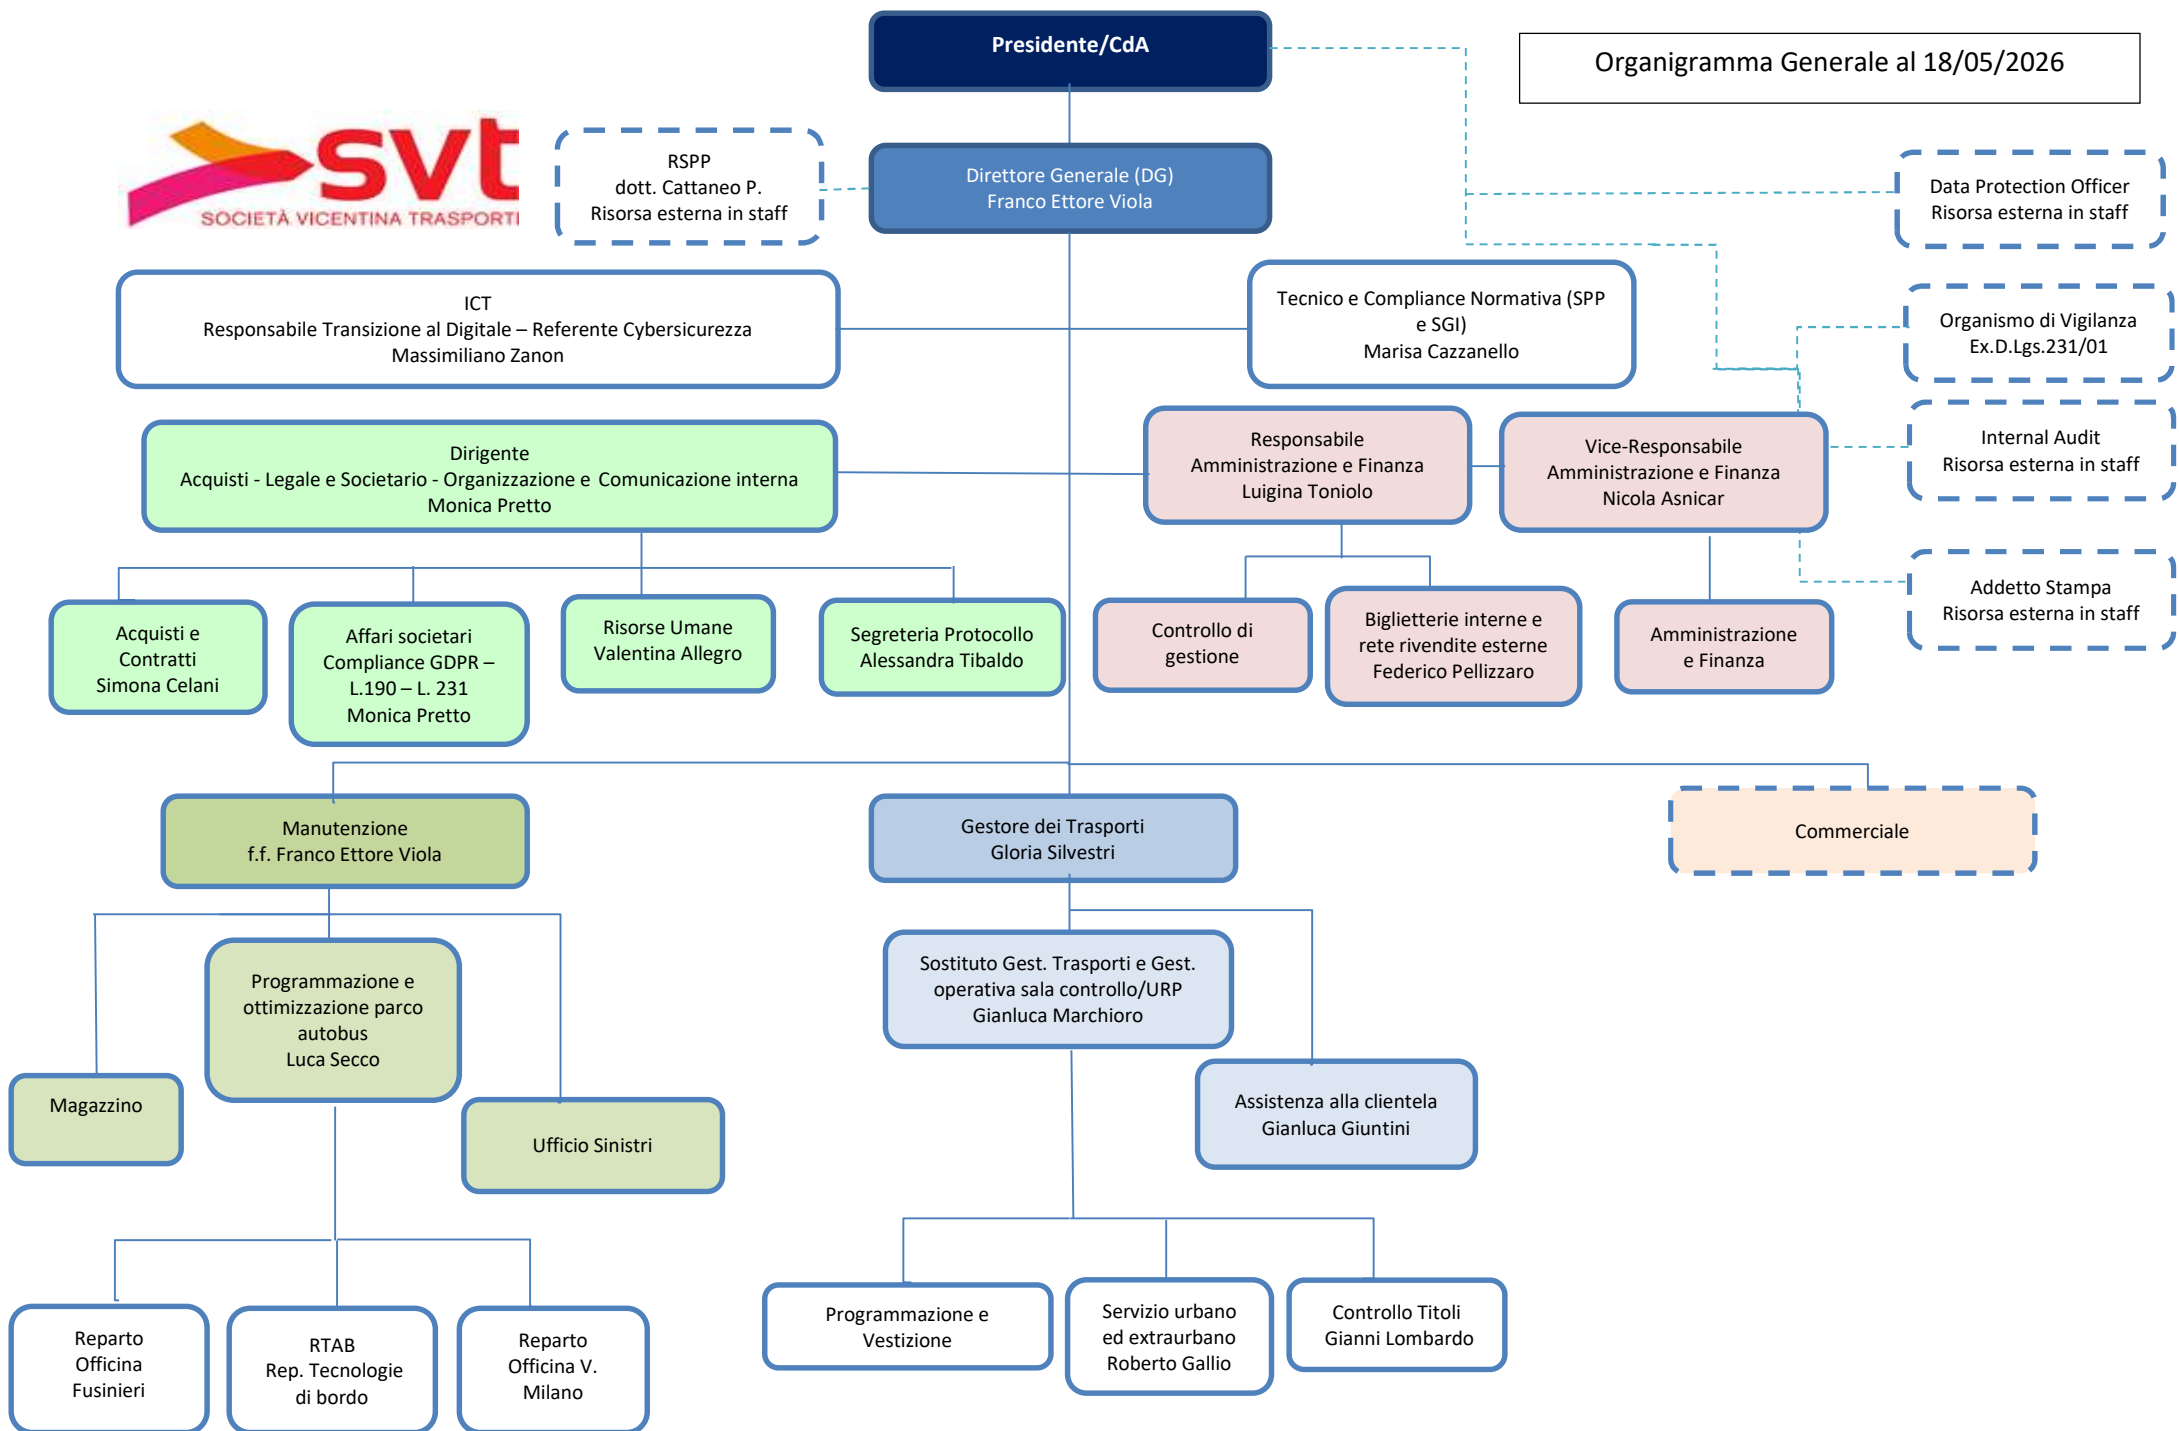 Presidente/CdA
Organigramma Generale al 18/05/2026
svt
SOCIETÀ VICENTINA TRASPORTI
RSPP
dott. Cattaneo P.
Risorsa esterna in staff
Direttore Generale (DG)
Franco Ettore Viola
Data Protection Officer
Risorsa esterna in staff
ICT
Responsabile Transizione al Digitale – Referente Cybersicurezza
Massimiliano Zanon
Tecnico e Compliance Normativa (SPP
e SGI)
Marisa Cazzanello
Organismo di Vigilanza
Ex.D.Lgs.231/01
Dirigente
Acquisti - Legale e Societario - Organizzazione e Comunicazione interna
Monica Pretto
Responsabile
Amministrazione e Finanza
Luigina Toniolo
Vice-Responsabile
Amministrazione e Finanza
Nicola Asnicar
Internal Audit
Risorsa esterna in staff
Acquisti e
Contratti
Simona Celani
Affari societari
Compliance GDPR –
L.190 – L. 231
Monica Pretto
Risorse Umane
Valentina Allegro
Segreteria Protocollo
Alessandra Tibaldo
Controllo di
gestione
Biglietterie interne e
rete rivendite esterne
Federico Pellizzaro
Amministrazione
e Finanza
Addetto Stampa
Risorsa esterna in staff
Manutenzione
f.f. Franco Ettore Viola
Gestore dei Trasporti
Gloria Silvestri
Commerciale
Programmazione e
ottimizzazione parco
autobus
Luca Secco
Sostituto Gest. Trasporti e Gest.
operativa sala controllo/URP
Gianluca Marchioro
Magazzino
Ufficio Sinistri
Assistenza alla clientela
Gianluca Giuntini
Reparto
Officina
Fusinieri
RTAB
Rep. Tecnologie
di bordo
Reparto
Officina V.
Milano
Programmazione e
Vestizione
Servizio urbano
ed extraurbano
Roberto Gallio
Controllo Titoli
Gianni Lombardo